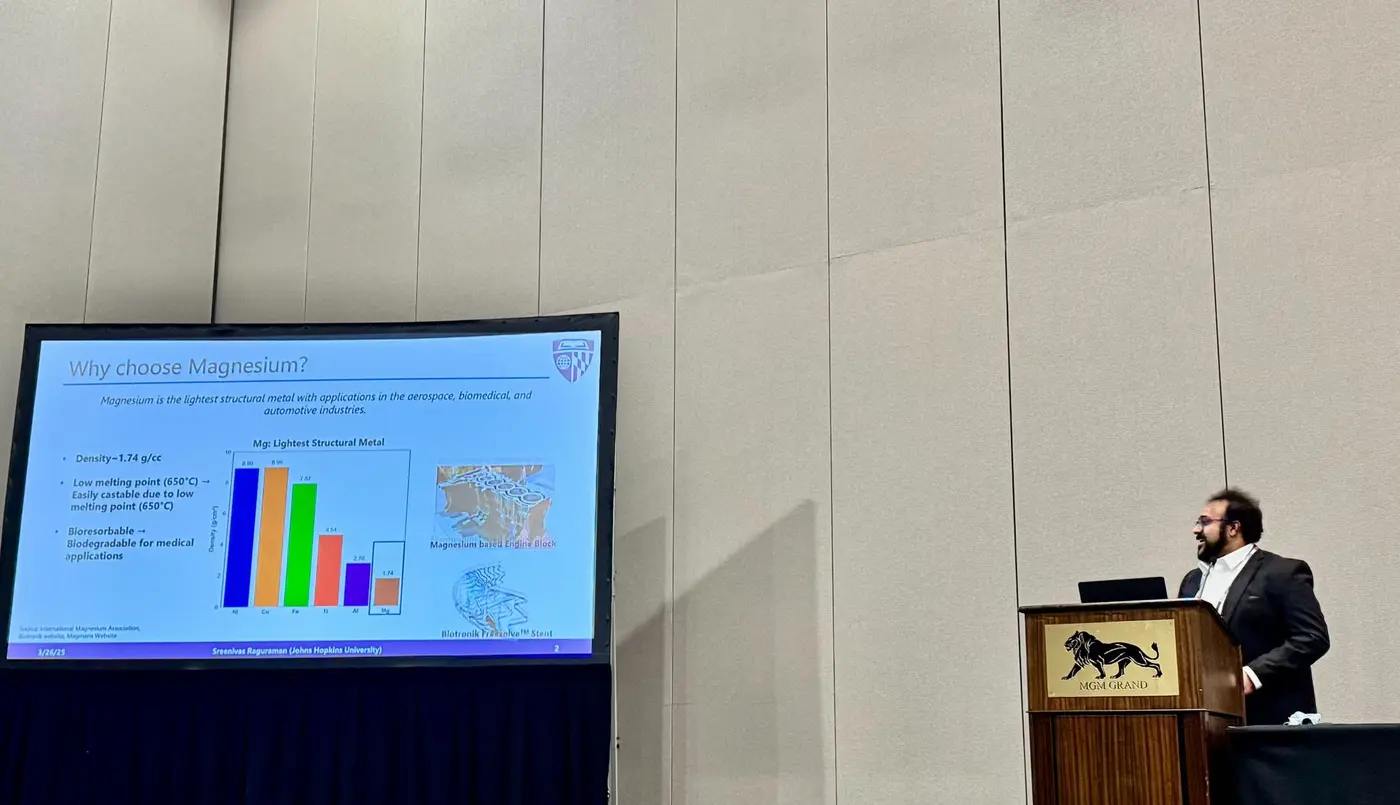 Why choose Magnesium?
Magnesium is the lightest structural metal with applications in the aerospace, biomedical, and
automotive industries.
• Density~1.74 g/cc
• Low melting point (650°C) →
Easily castable due to low
melting point (650°C)
• Bioresorbable →
Biodegradable for medical
applications
Mg: Lightest Structural Metal
Density (g/cm³)
10
8
6
4
2
0
8.90
8.96
7.87
4.54
2.70
1.74
Ni
Cu
Fe
Ti
Al
Mg
Magnesium based Engine Block
Biotronik Freesolve™ Stent
Source: International Magnesium Association,
Biotronik website, Magmaris Website
3/26/25
Sreenivas Raguraman (Johns Hopkins University)
2
MGM GRAND